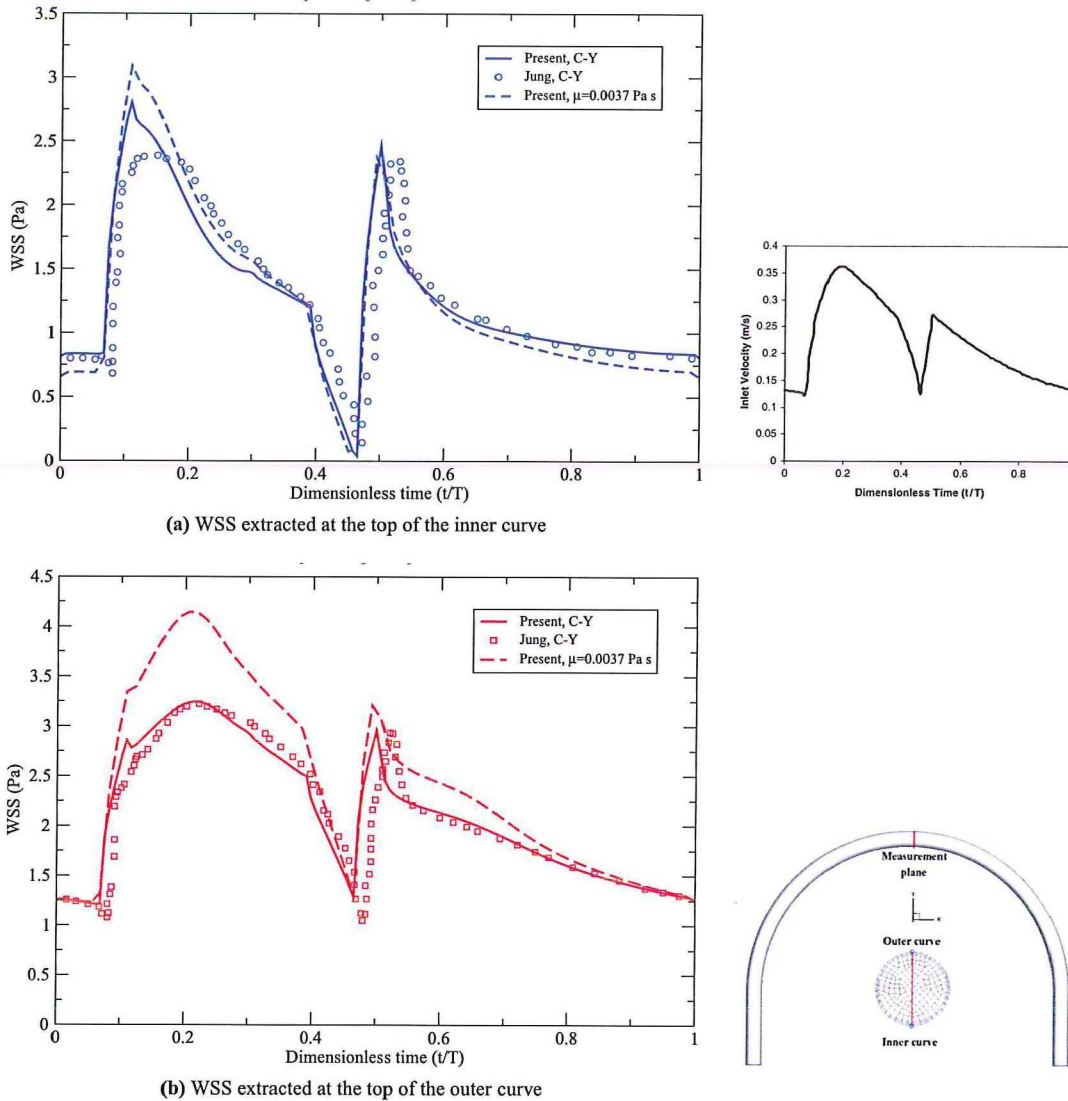 3.5
3
2.5
2
1.5
1
0.5
0
WSS (Pa)
Present, C-Y
Jung, C-Y
Present, μ=0.0037 Pa s
0 0.2 0.4 0.6 0.8 1
Dimensionless time (t/T)
(a) WSS extracted at the top of the inner curve
0.4
0.35
0.3
0.25
0.2
0.15
0.1
0.05
0
Inlet Velocity (m/s)
0 0.2 0.4 0.6 0.8
Dimensionless Time (t/T)
4.5
4
3.5
3
2.5
2
1.5
1
0.5
0
WSS (Pa)
Present, C-Y
Jung, C-Y
Present, μ=0.0037 Pa s
0 0.2 0.4 0.6 0.8 1
Dimensionless time (t/T)
(b) WSS extracted at the top of the outer curve
Measurement
plane
Y
X
Outer curve
Inner curve